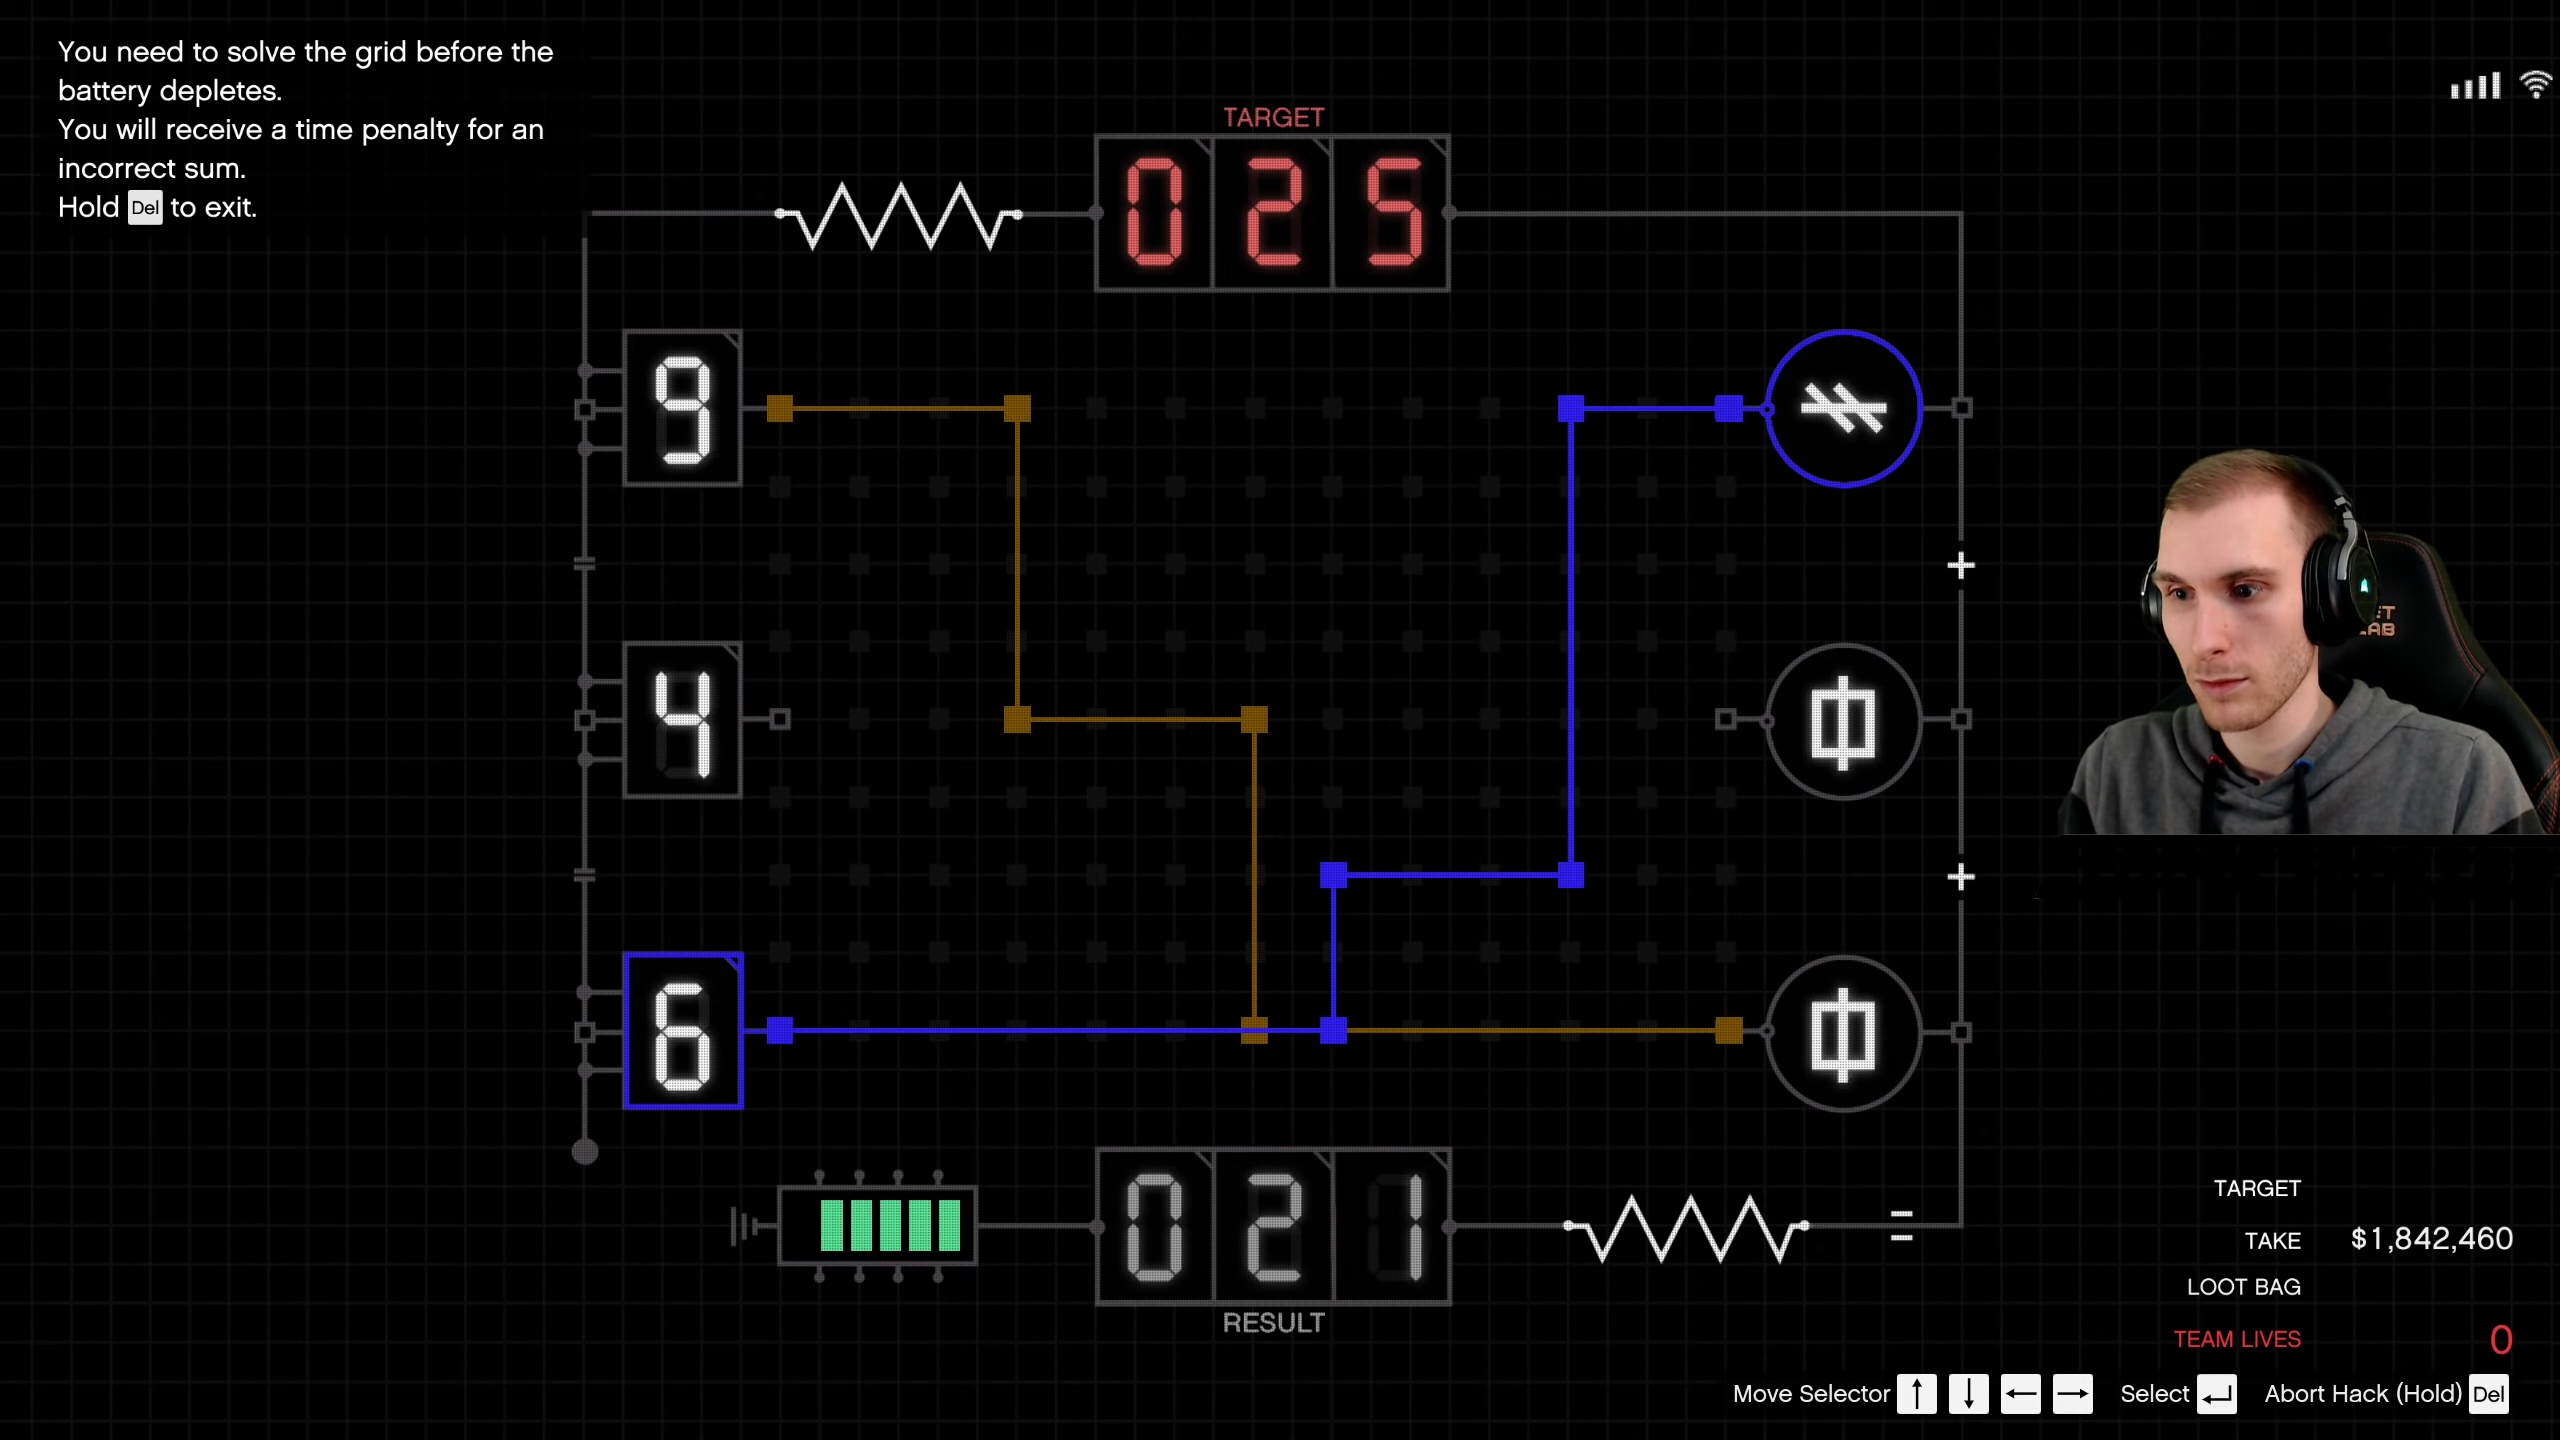 You need to solve the grid before the
battery depletes.
You will receive a time penalty for an
incorrect sum.
Hold Del to exit.
TARGET
025
9
4
6
+
+
=
021
RESULT
TARGET
TAKE $1,842,460
LOOT BAG
TEAM LIVES 0
Move Selector ↑ ↓ ← → Select ↵ Abort Hack (Hold) Del